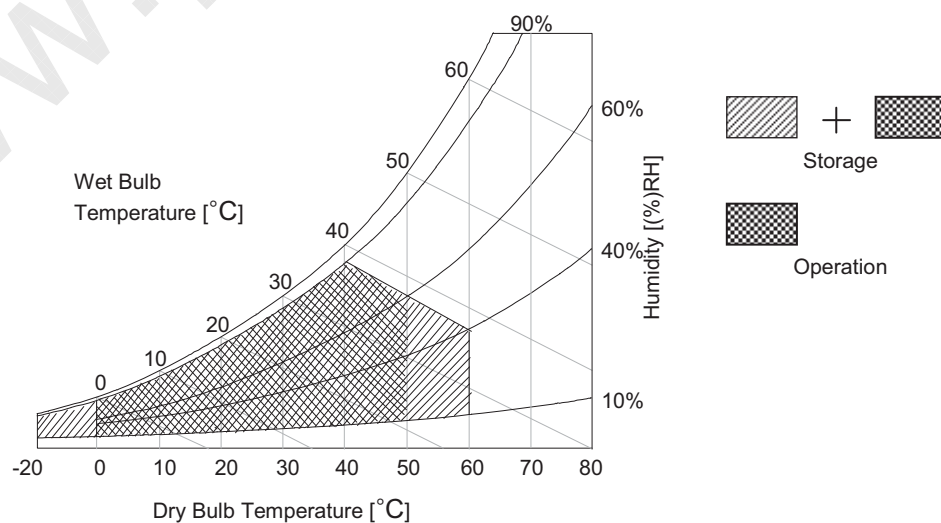 90%
60
60%
50
Wet Bulb
Temperature [°C]
40
40%
30
20
10
0
10%
Humidity [(%)RH]
-20 0 10 20 30 40 50 60 70 80
Dry Bulb Temperature [°C]
+
Storage
Operation